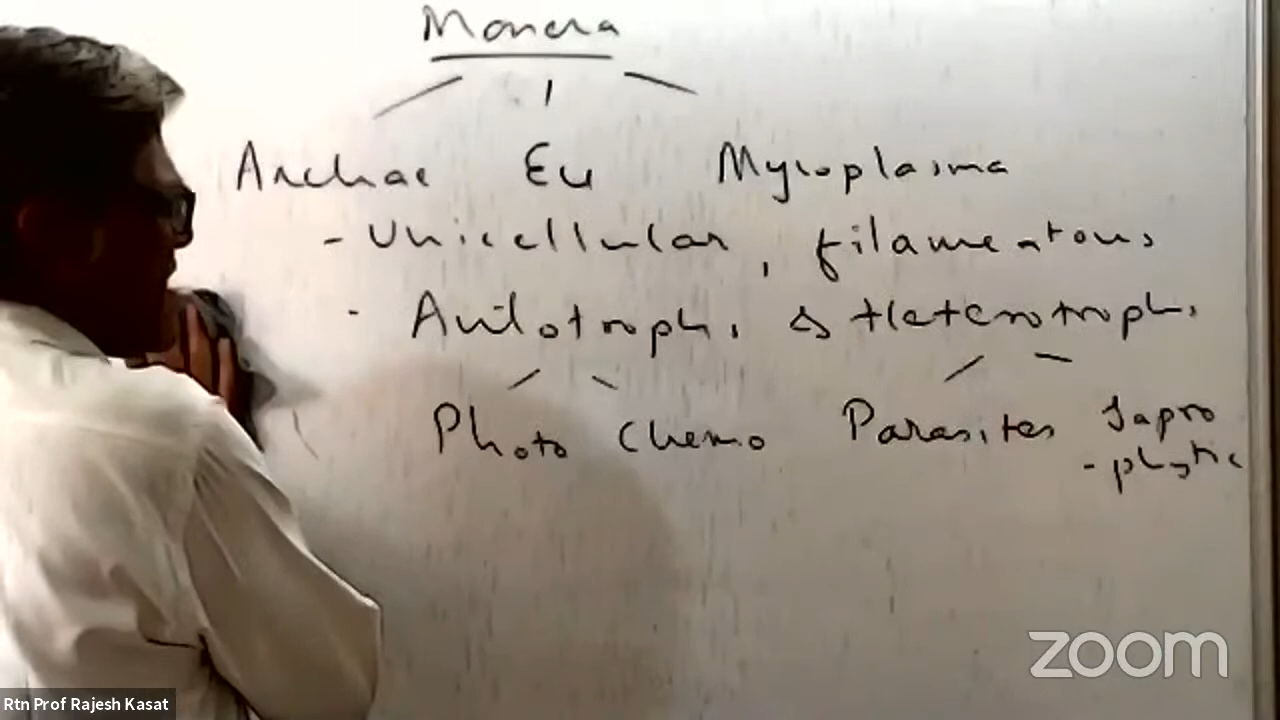 Monera
Archae Eu Mycoplasma
- Unicellular, filamentous
- Autotrophs & Heterotrophs
Photo Chemo Parasites Sapro
- phytic
zoom
Rtn Prof Rajesh Kasat